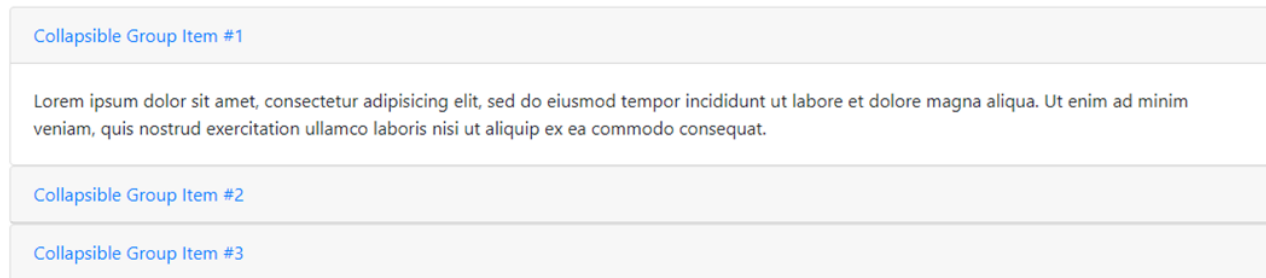 Collapsible Group Item #1
Lorem ipsum dolor sit amet, consectetur adipisicing elit, sed do eiusmod tempor incididunt ut labore et dolore magna aliqua. Ut enim ad minim
veniam, quis nostrud exercitation ullamco laboris nisi ut aliquip ex ea commodo consequat.
Collapsible Group Item #2
Collapsible Group Item #3